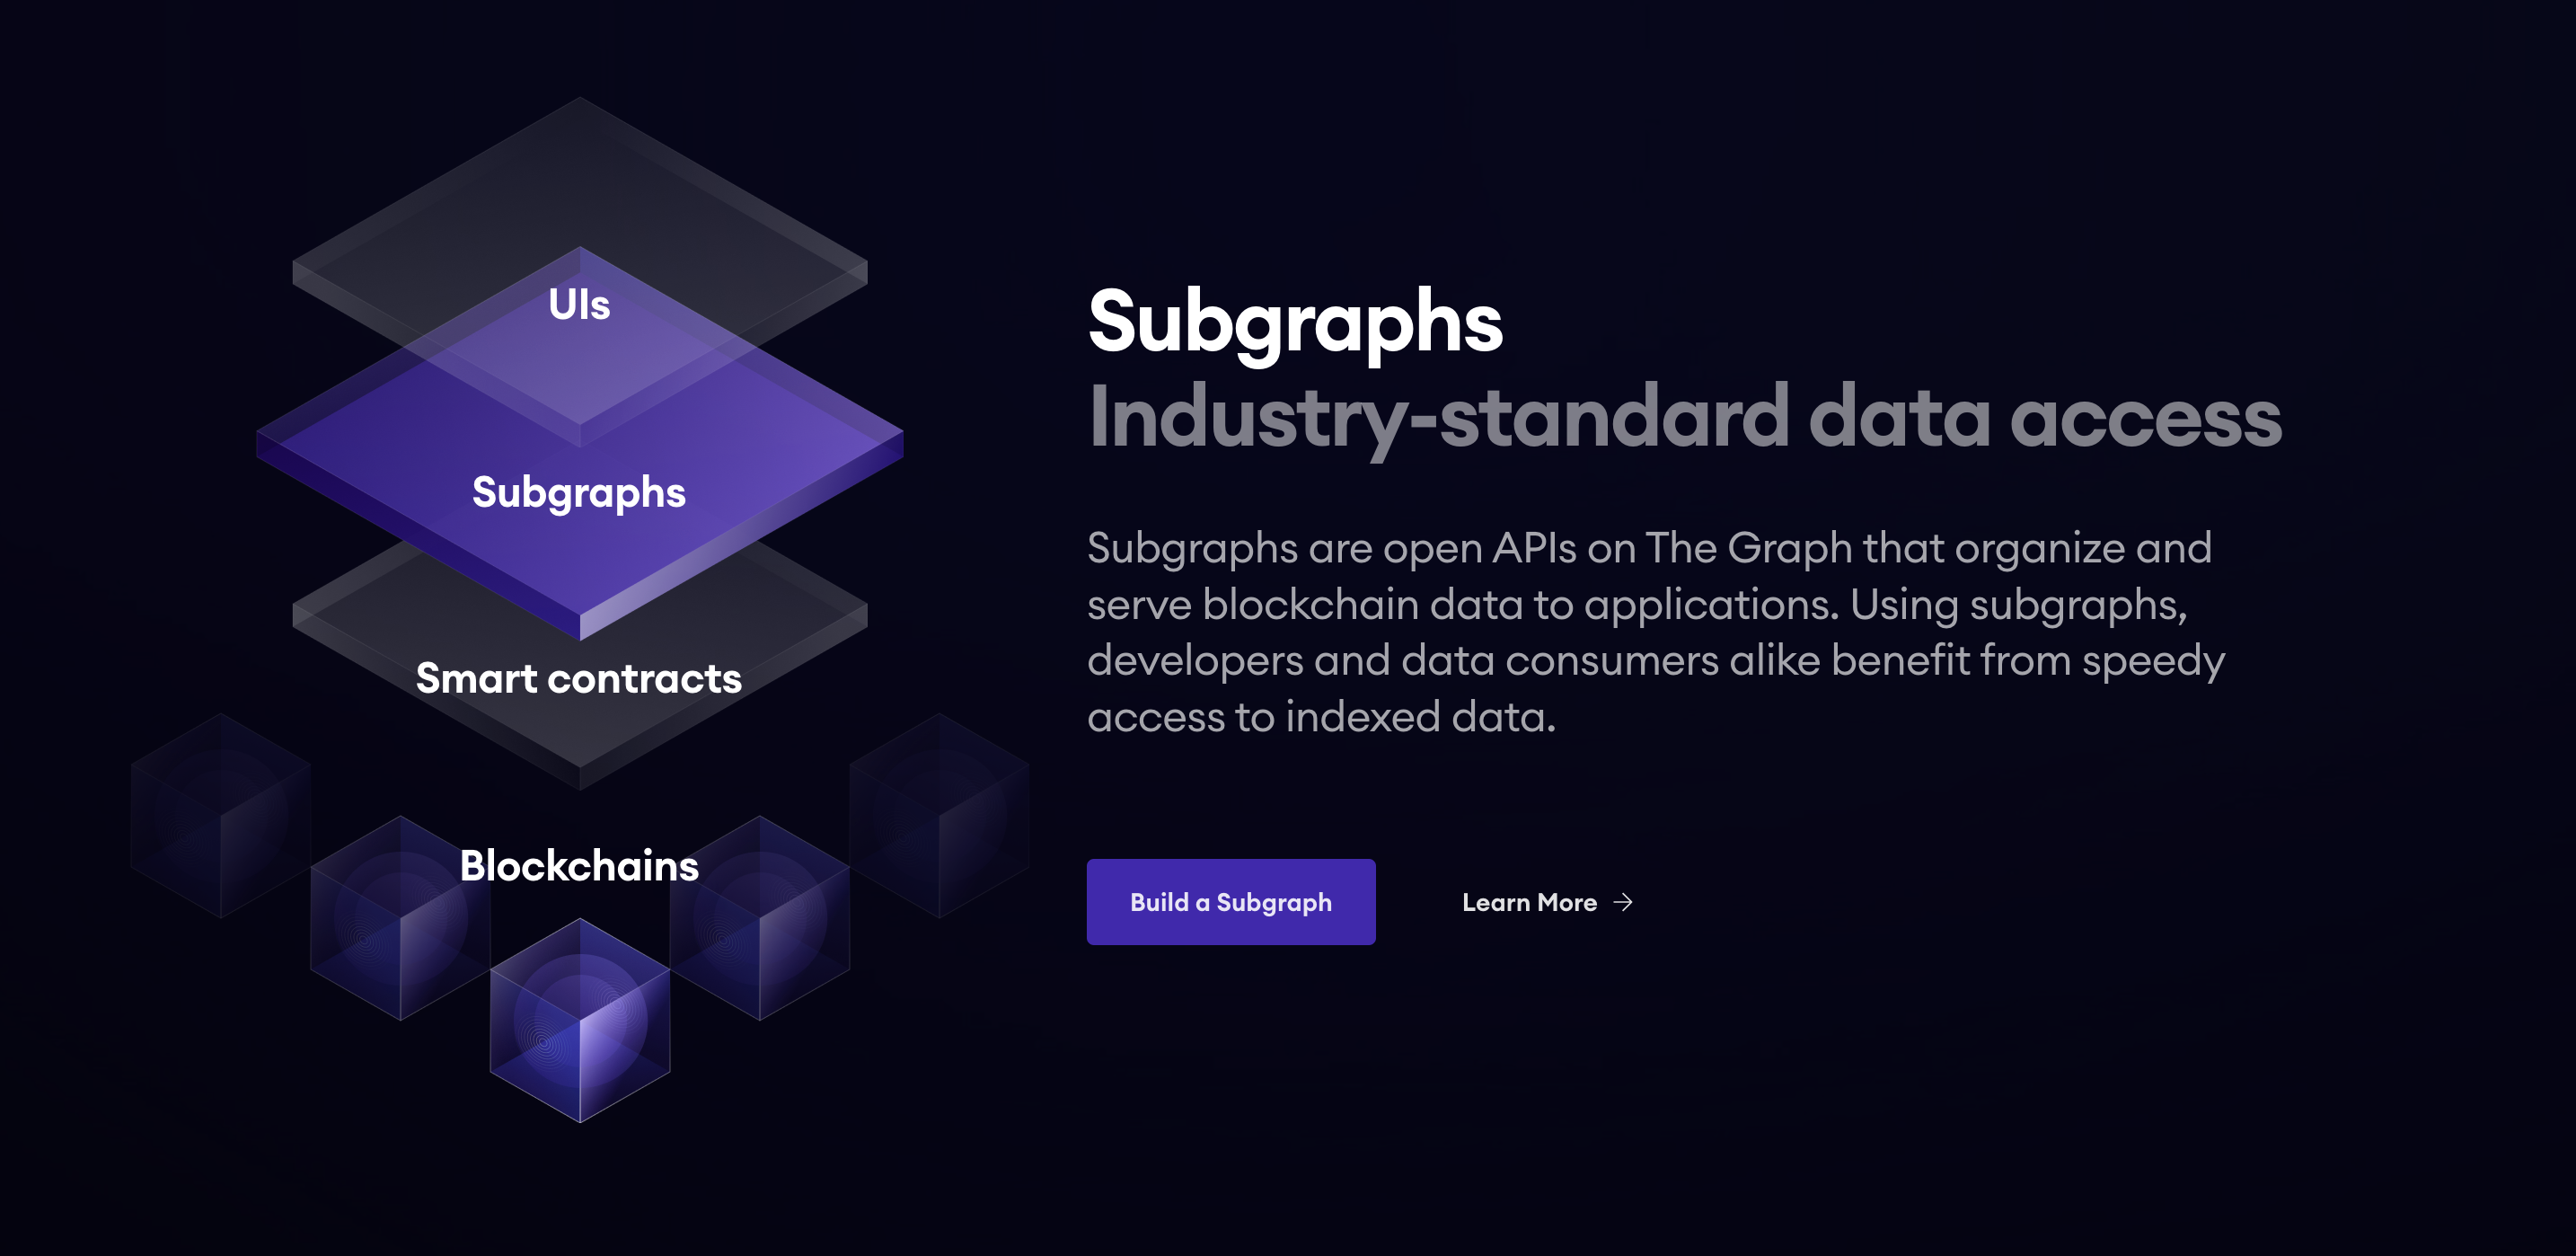 UIs
Subgraphs
Smart contracts
Blockchains
Subgraphs
Industry-standard data access
Subgraphs are open APIs on The Graph that organize and
serve blockchain data to applications. Using subgraphs,
developers and data consumers alike benefit from speedy
access to indexed data.
Build a Subgraph
Learn More →